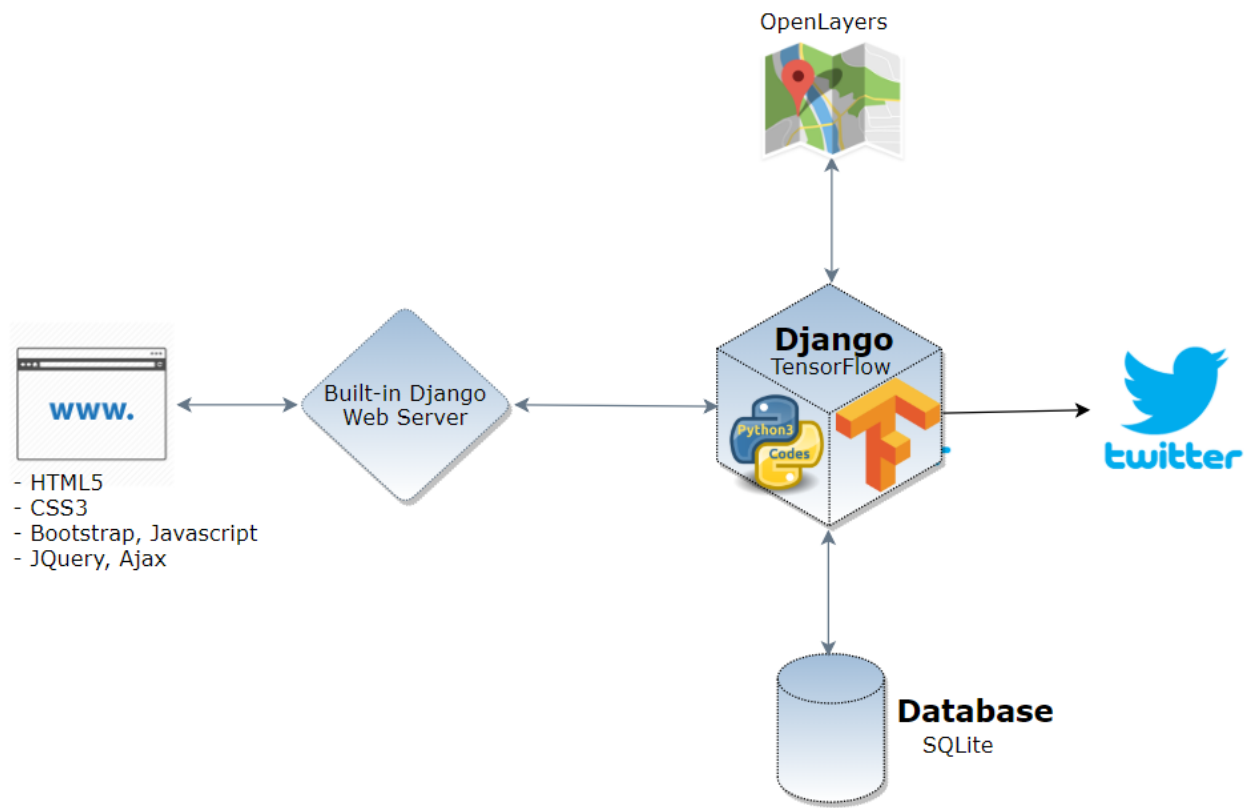 OpenLayers
Django
TensorFlow
Python3
Codes
Built-in Django
Web Server
www.
- HTML5
- CSS3
- Bootstrap, Javascript
- JQuery, Ajax
twitter
Database
SQLite